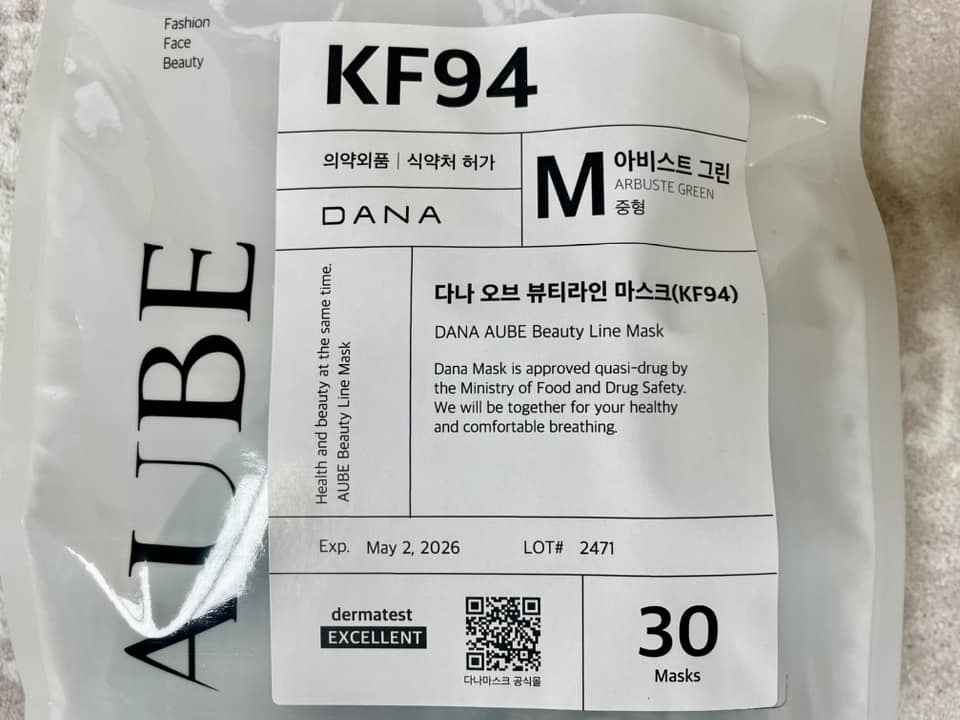 Fashion
Face
Beauty
AUBE
KF94
의약외품 | 식약처 허가
DANA
M
아비스트 그린
ARBUSTE GREEN
중형
Health and beauty at the same time.
AUBE Beauty Line Mask
다나 오브 뷰티라인 마스크(KF94)
DANA AUBE Beauty Line Mask
Dana Mask is approved quasi-drug by
the Ministry of Food and Drug Safety.
We will be together for your healthy
and comfortable breathing.
Exp. May 2, 2026
LOT# 2471
dermatest
EXCELLENT
다나마스크 공식몰
30
Masks